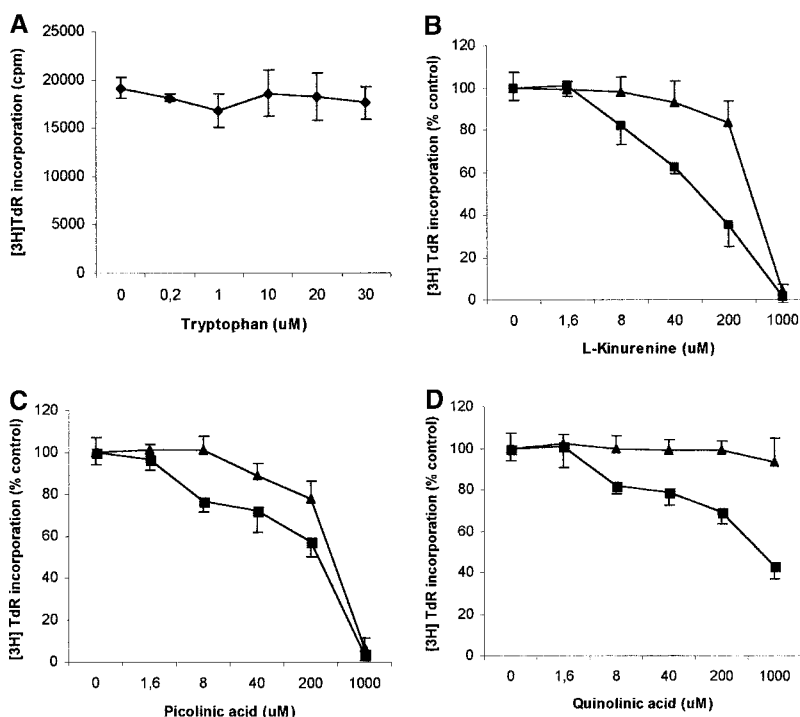 A
[3H]TdR incorporation (cpm)
25000
20000
15000
10000
5000
0
0 0,2 1 10 20 30
Tryptophan (uM)
B
[3H] TdR incorporation (% control)
120
100
80
60
40
20
0
0 1,6 8 40 200 1000
L-Kinurenine (uM)
C
[3H] TdR incorporation (% control)
120
100
80
60
40
20
0
0 1,6 8 40 200 1000
Picolinic acid (uM)
D
[3H] TdR incorporation (% control)
120
100
80
60
40
20
0
0 1,6 8 40 200 1000
Quinolinic acid (uM)